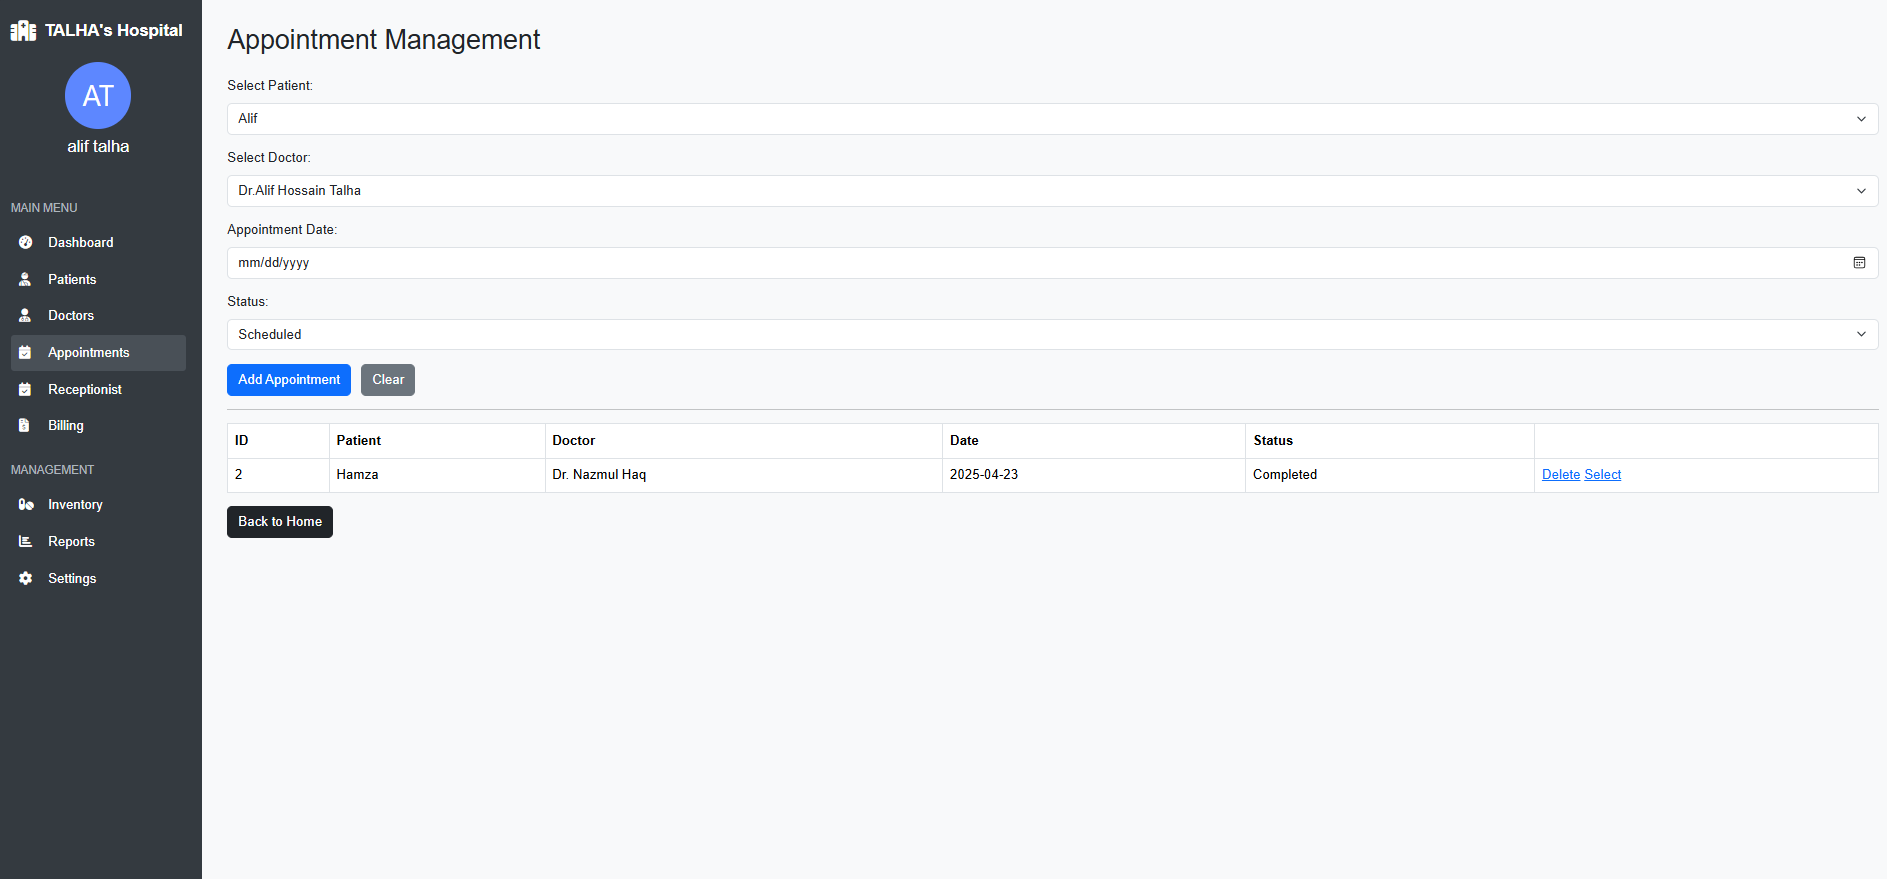 TALHA's Hospital
AT
alif talha
MAIN MENU
Dashboard
Patients
Doctors
Appointments
Receptionist
Billing
MANAGEMENT
Inventory
Reports
Settings
Appointment Management
Select Patient:
Alif
Select Doctor:
Dr.Alif Hossain Talha
Appointment Date:
mm/dd/yyyy
Status:
Scheduled
Add Appointment Clear
ID Patient Doctor Date Status
2 Hamza Dr. Nazmul Haq 2025-04-23 Completed Delete Select
Back to Home